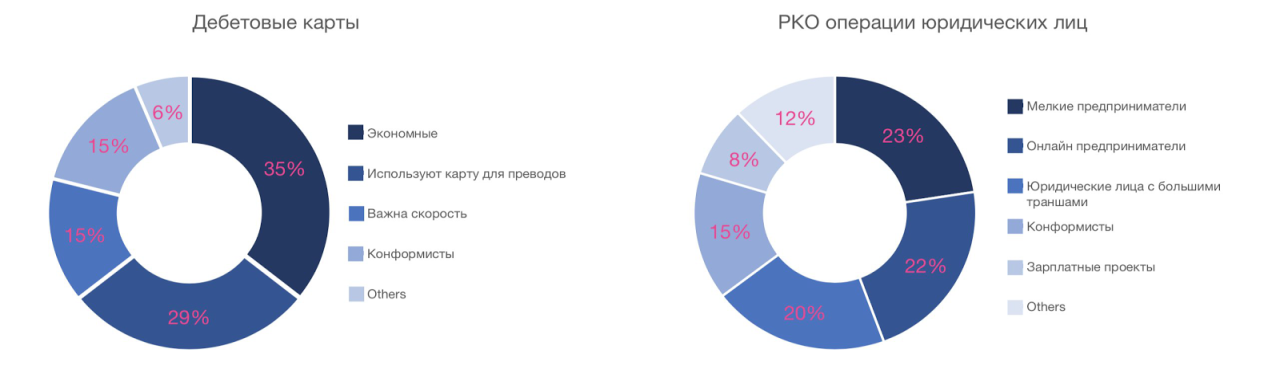 Дебетовые карты
6%
15%
35%
15%
29%
Экономные
Используют карту для преводов
Важна скорость
Конформисты
Others
РКО операции юридических лиц
12%
23%
8%
15%
22%
20%
Мелкие предприниматели
Онлайн предприниматели
Юридические лица с большими
траншами
Конформисты
Зарплатные проекты
Others